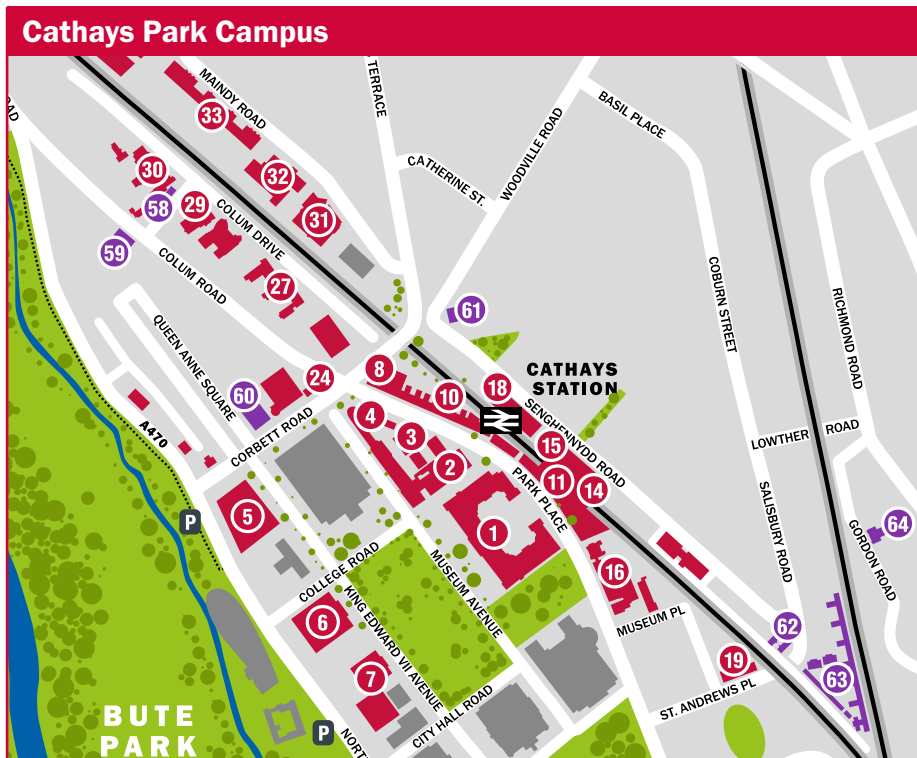 Cathays Park Campus
MAINDY ROAD
TERRACE
WOODVILLE ROAD
BASIL PLACE
CATHERINE ST.
OAD
33
32
31
30
29
58
59
COLUM DRIVE
COLUM ROAD
27
61
COBURN STREET
RICHMOND ROAD
QUEEN ANNE SQUARE
60
24
8
10
18
CATHAYS
STATION
A470
CORBETT ROAD
4
3
2
15
SENGHENNYDD ROAD
LOWTHER ROAD
5
P
1
PARK PLACE
11
14
SALISBURY ROAD
64
GORDON ROAD
COLLEGE ROAD
MUSEUM AVENUE
16
MUSEUM PL
6
KING EDWARD VII AVENUE
62
7
19
63
ST. ANDREWS PL
CITY HALL ROAD
BUTE
PARK
P
NORT